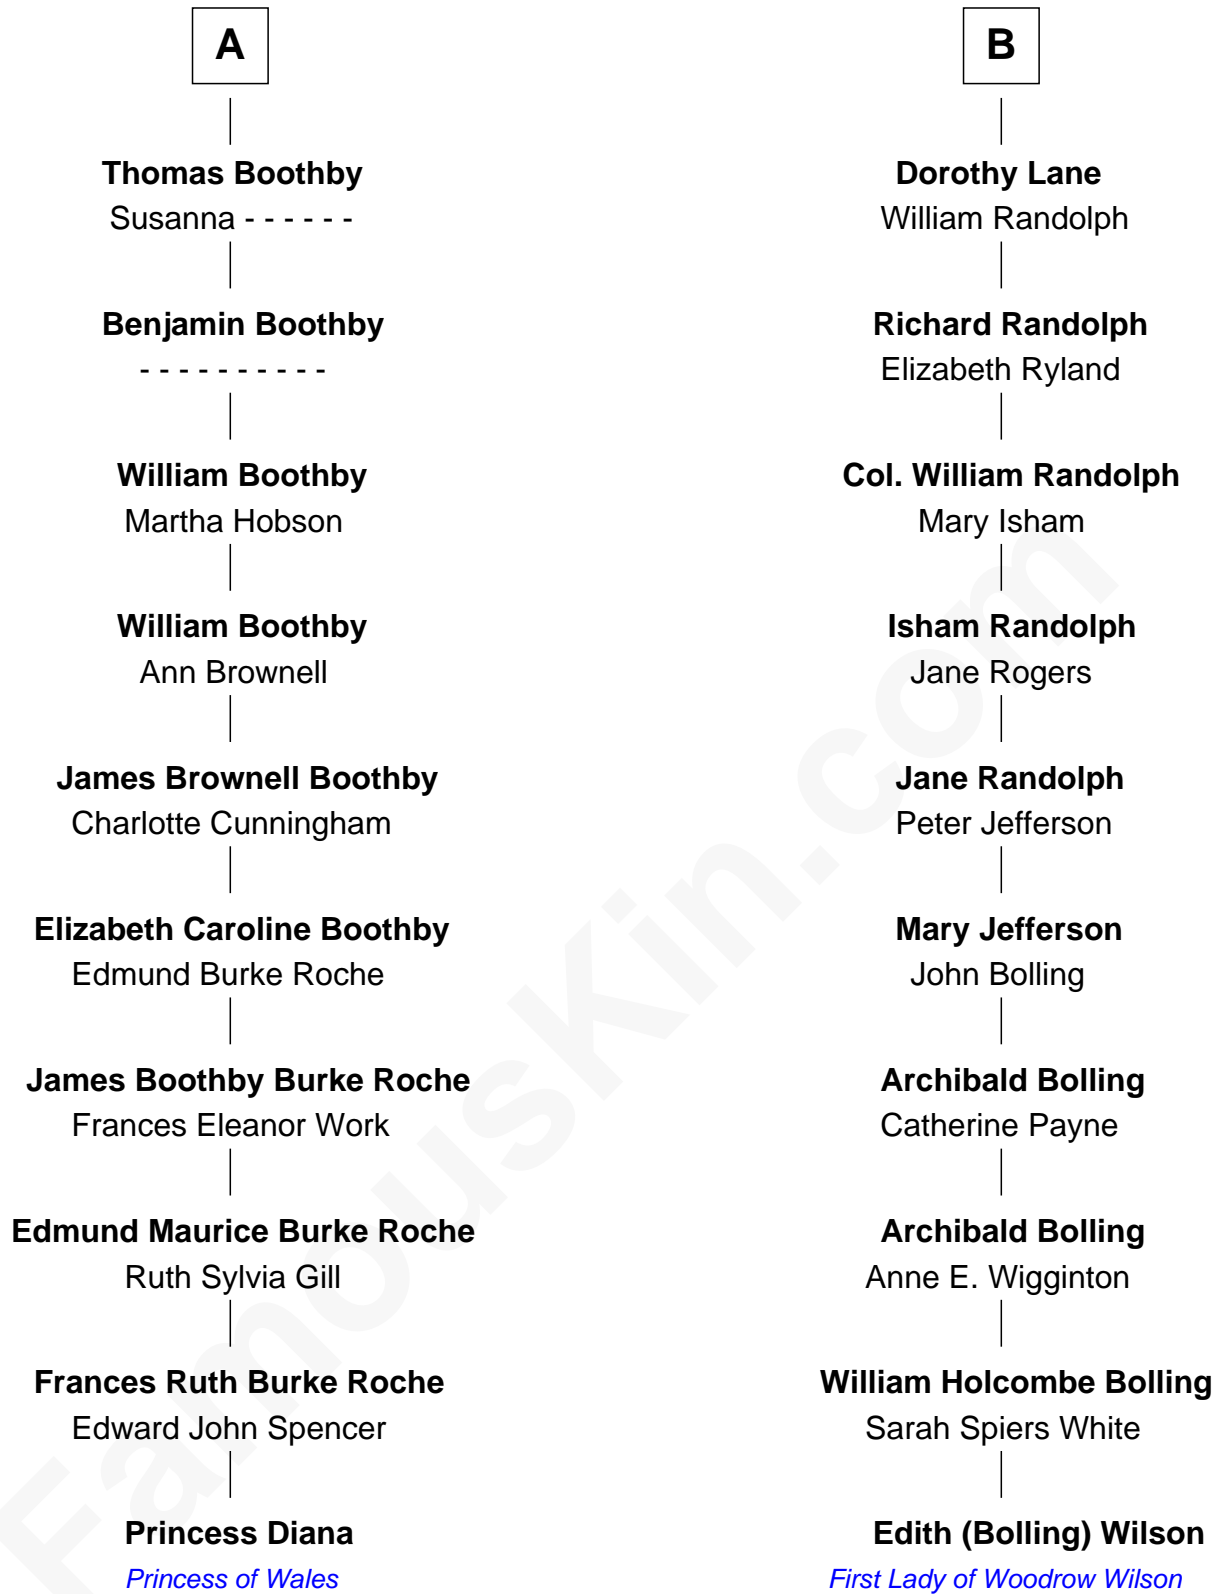 A
Thomas Boothby
Susanna - - - - - -
Benjamin Boothby
- - - - - - - - - -
William Boothby
Martha Hobson
William Boothby
Ann Brownell
James Brownell Boothby
Charlotte Cunningham
Elizabeth Caroline Boothby
Edmund Burke Roche
James Boothby Burke Roche
Frances Eleanor Work
Edmund Maurice Burke Roche
Ruth Sylvia Gill
Frances Ruth Burke Roche
Edward John Spencer
Princess Diana
Princess of Wales
B
Dorothy Lane
William Randolph
Richard Randolph
Elizabeth Ryland
Col. William Randolph
Mary Isham
Isham Randolph
Jane Rogers
Jane Randolph
Peter Jefferson
Mary Jefferson
John Bolling
Archibald Bolling
Catherine Payne
Archibald Bolling
Anne E. Wigginton
William Holcombe Bolling
Sarah Spiers White
Edith (Bolling) Wilson
First Lady of Woodrow Wilson
FamousKin.com